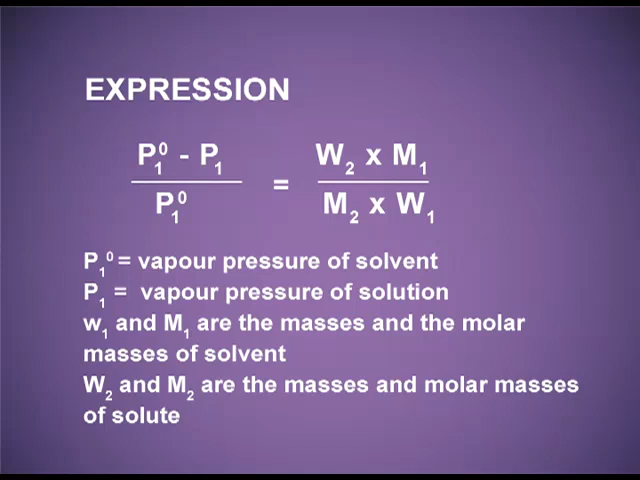 EXPRESSION
P₁⁰ - P₁ / P₁⁰ = W₂ x M₁ / M₂ x W₁
P₁⁰ = vapour pressure of solvent
P₁ = vapour pressure of solution
w₁ and M₁ are the masses and the molar
masses of solvent
W₂ and M₂ are the masses and molar masses
of solute